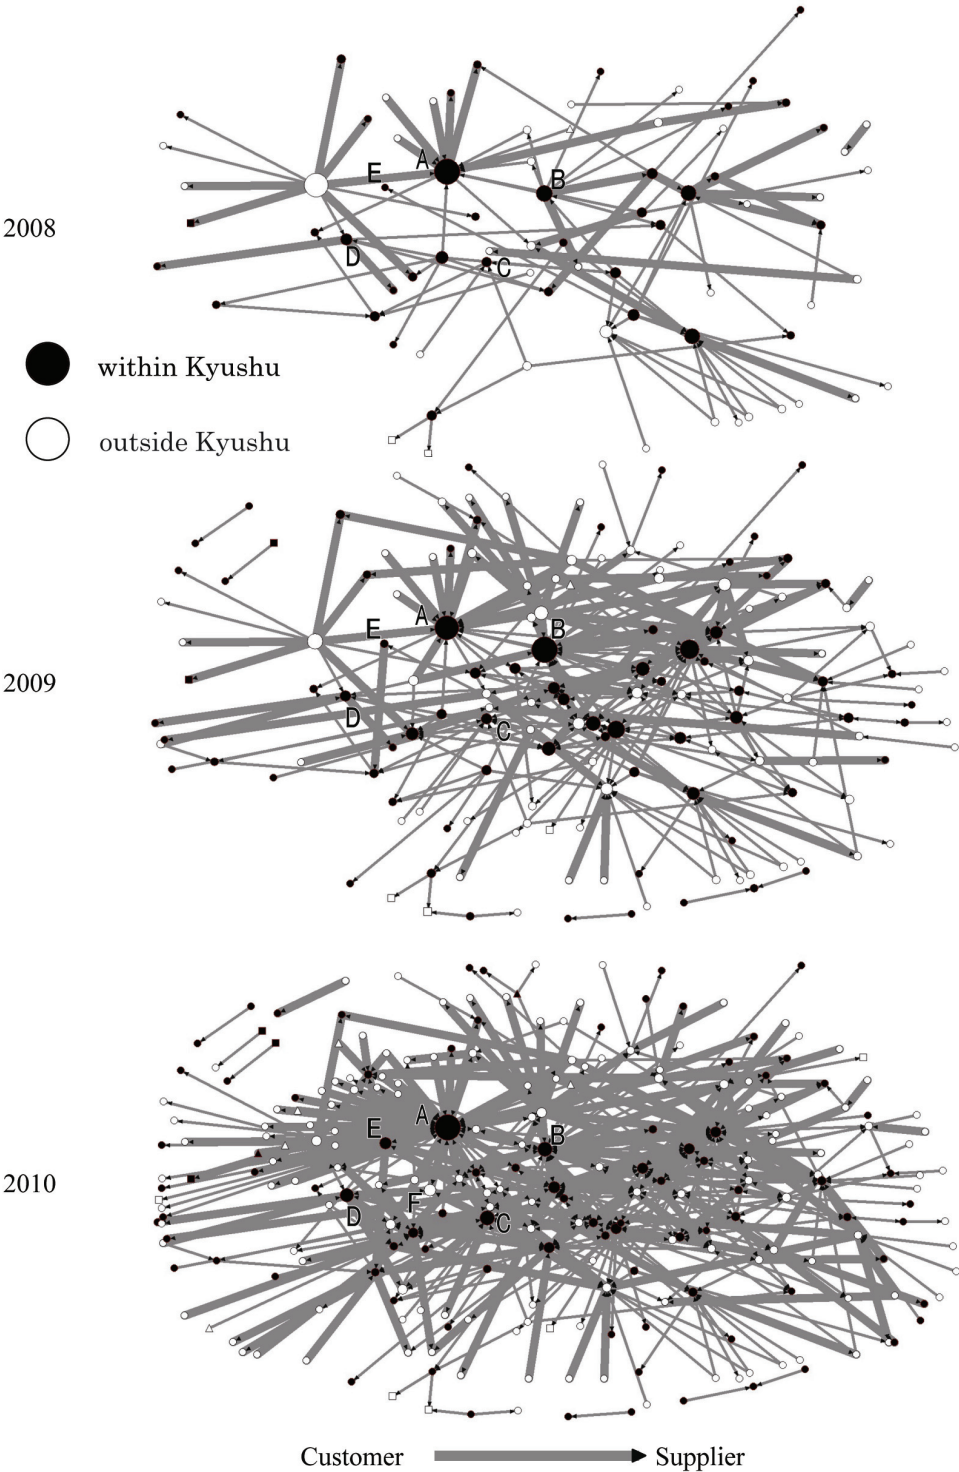 A
E
B
2008
D
C
within Kyushu
outside Kyushu
A
E
B
2009
D
C
A
E
B
2010
F
D
C
Customer
Supplier